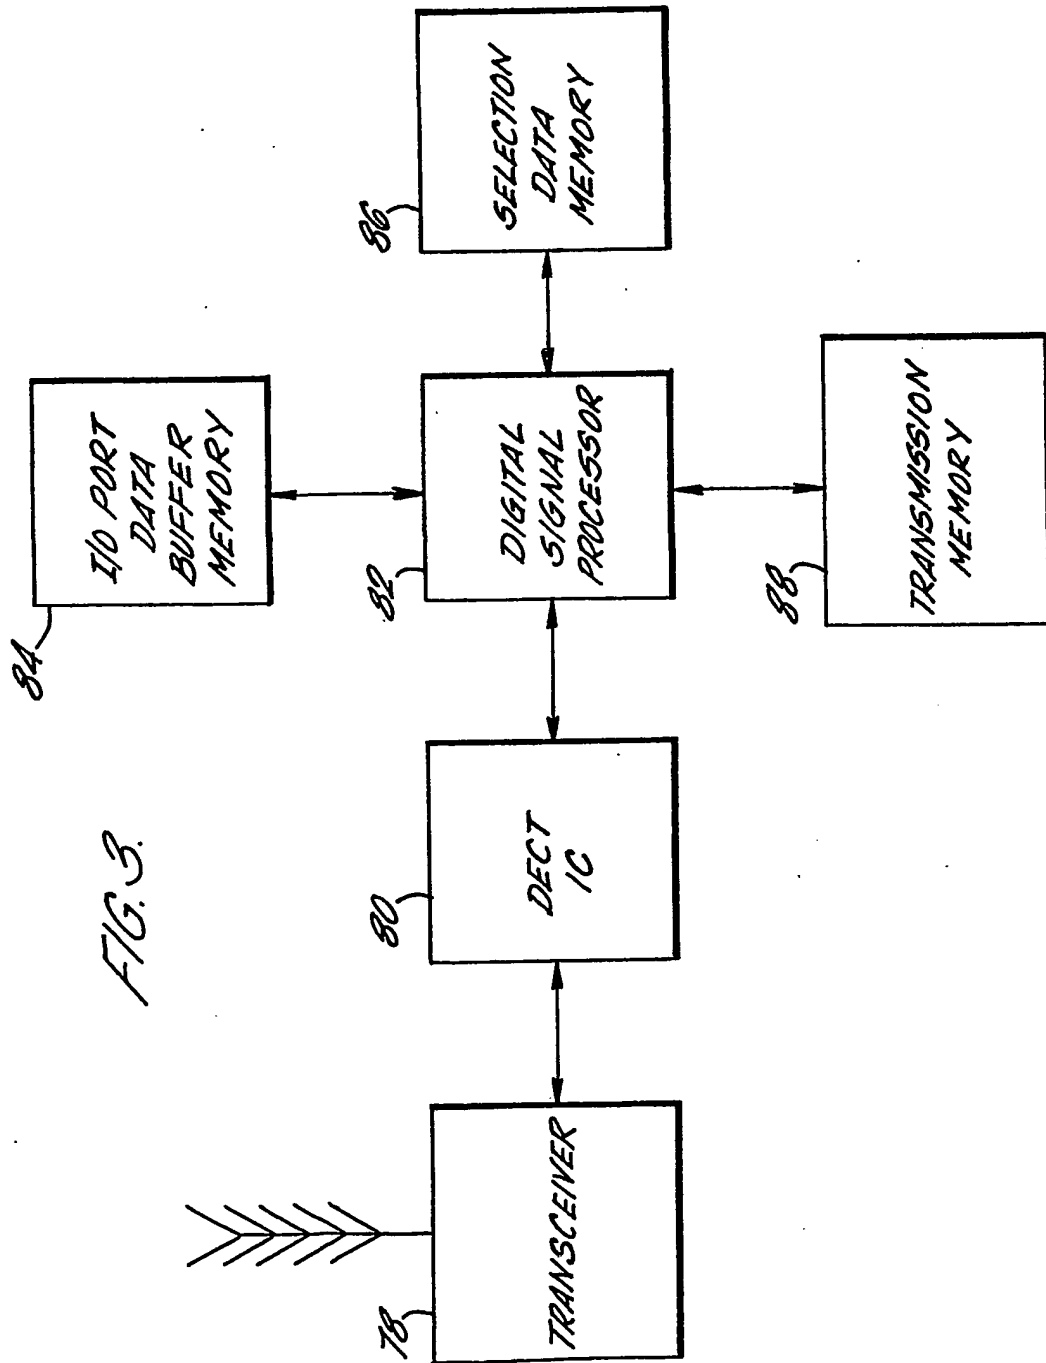 FIG. 3.
84
I/O PORT
DATA
BUFFER
MEMORY
78
TRANSCEIVER
80
DECT
IC
82
DIGITAL
SIGNAL
PROCESSOR
86
SELECTION
DATA
MEMORY
88
TRANSMISSION
MEMORY